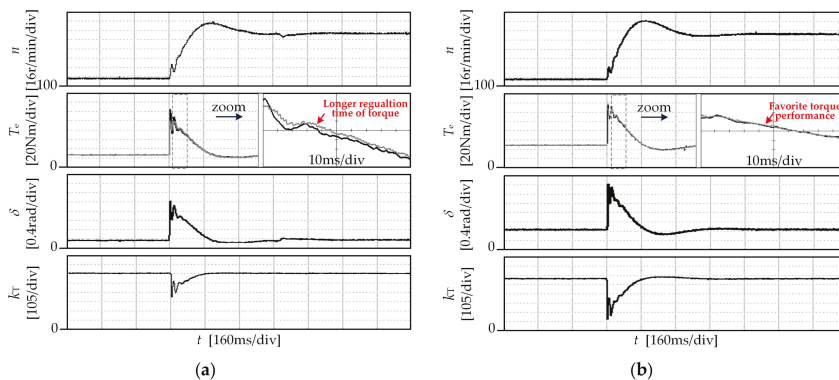 n
[16r/min/div]
100
Te
[20Nm/div]
0
zoom
Longer regualtion
time of torque
10ms/div
δ
[0.4rad/div]
0
kT
[105/div]
0
t [160ms/div]
(a)
n
[16r/min/div]
100
Te
[20Nm/div]
0
zoom
Favorite torque
performance
10ms/div
δ
[0.4rad/div]
0
kT
[105/div]
0
t [160ms/div]
(b)